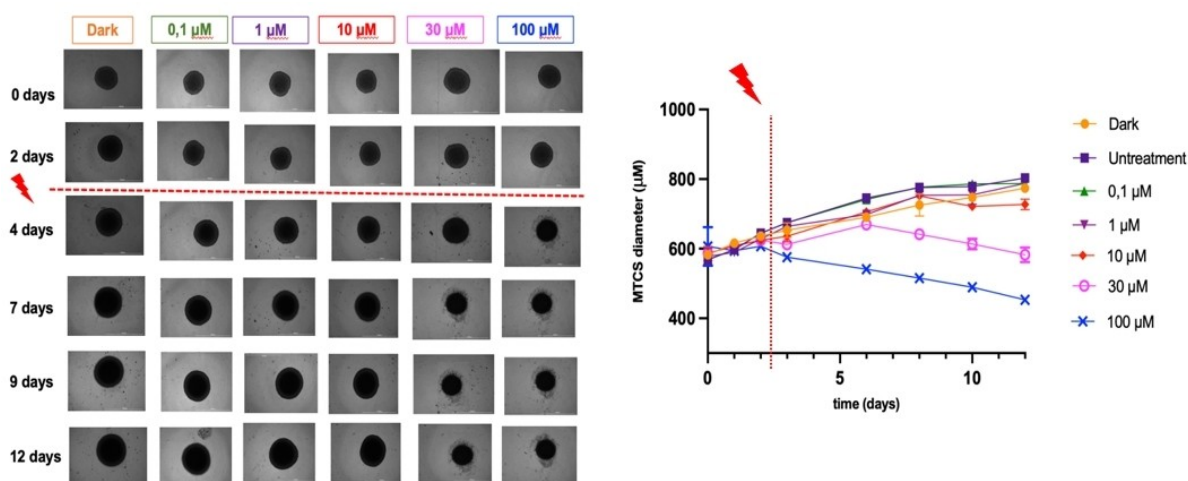 Dark 0,1 µM 1 µM 10 µM 30 µM 100 µM
0 days
2 days
4 days
7 days
9 days
12 days
1000
800
600
400
MTCS diameter (µM)
0 5 10
time (days)
Dark
Untreatment
0,1 µM
1 µM
10 µM
30 µM
100 µM